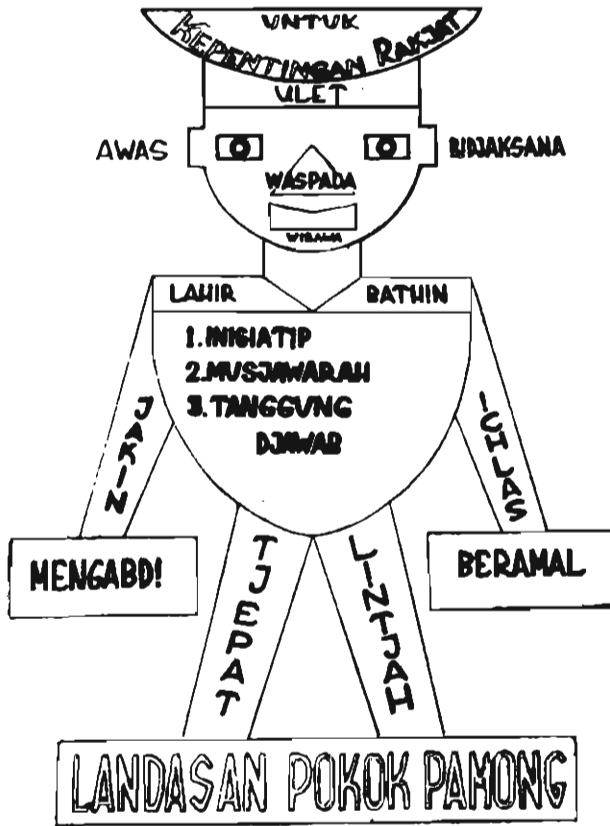 UNTUK
KEPENTINGAN RAKJAT
ULET
AWAS
BIDJAKSANA
WASPADA
WIBAWA
LAHIR BATHIN
1. INISIATIP
2. MUSJAWARAH
3. TANGGUNG
DJAWAB
JAKIN
ICHLAS
MENGABDI
BERAMAL
TJEPAT
LINTJAH
LANDASAN POKOK PAMONG